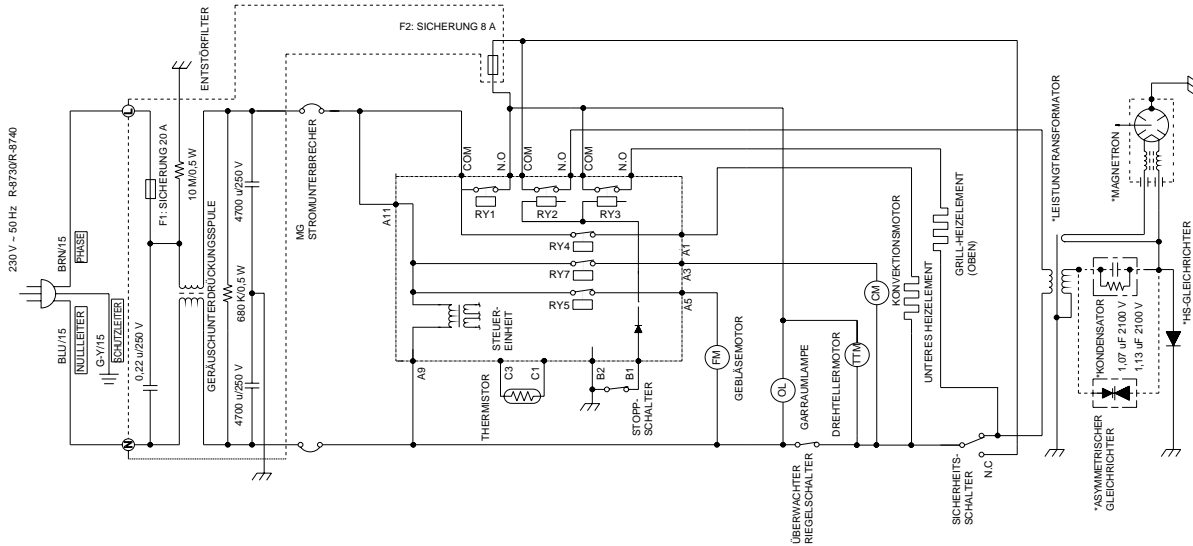 230 V ~ 50 Hz  R-8730/R-8740
BRN/15
PHASE
BLU/15
NULLLEITER
G-Y/15
SCHUTZLEITER
L
N
F1: SICHERUNG 20 A
ENTSTÖRFILTER
10 M/0,5 W
0,22 u/250 V
GERÄUSCHUNTERDRÜCKUNGSSPULE
680 K/0,5 W
4700 u/250 V
4700 u/250 V
MG
STROMUNTERBRECHER
F2: SICHERUNG 8 A
COM
N.O
COM
N.O
COM
N.O
RY1
RY2
RY3
RY4
RY7
RY5
A11
A1
A3
A5
A9
STEUER-
EINHEIT
C3
C1
B2
B1
THERMISTOR
STOPP-
SCHALTER
FM
GEBLÄSEMOTOR
OL
GARRAUMLAMPE
TTM
DREHTELLERMOTOR
CM
KONVEKTIONSMOTOR
UNTERES HEIZELEMENT
GRILL-HEIZELEMENT
(OBEN)
ÜBERWACHTER
RIEGELSCHALTER
SICHERHEITS-
SCHALTER
N.C
*LEISTUNGTRANSFORMATOR
*MAGNETRON
*KONDENSATOR
1,07 uF 2100 V
1,13 uF 2100 V
*ASYMMETRISCHER
GLEICHRICHTER
*HS-GLEICHRICHTER